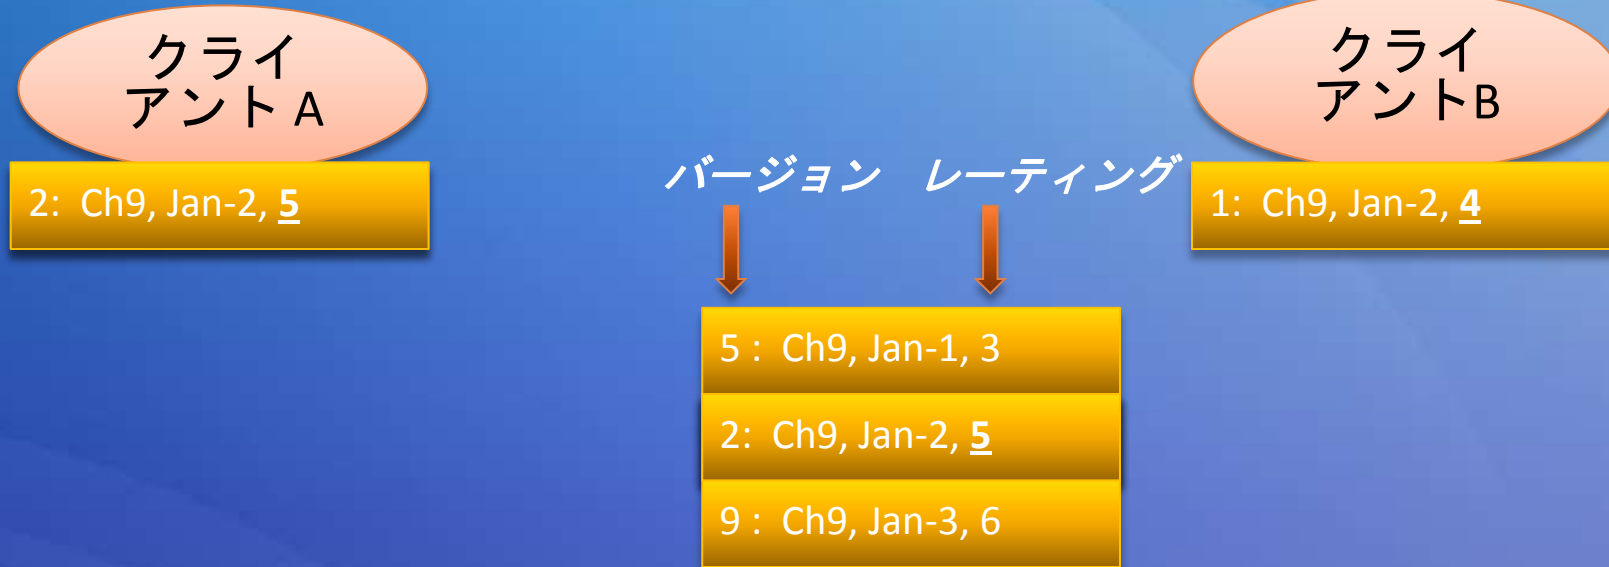 クライ
アント A
2: Ch9, Jan-2, 5
バージョン レーティング
クライ
アントB
1: Ch9, Jan-2, 4
5 : Ch9, Jan-1, 3
2: Ch9, Jan-2, 5
9 : Ch9, Jan-3, 6